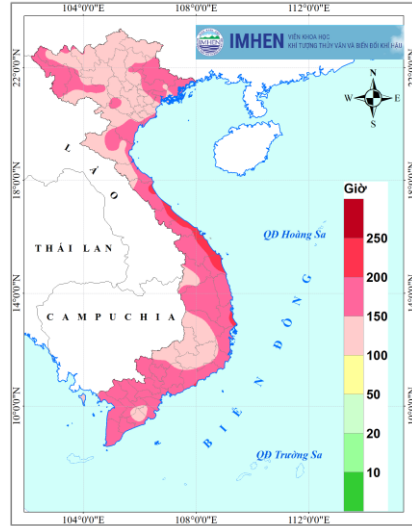 IMHEN
VIỆN KHOA HỌC
KHÍ TƯỢNG THỦY VĂN VÀ BIẾN ĐỔI KHÍ HẬU
104°0'0"E 108°0'0"E 112°0'0"E
22°0'0"N
18°0'0"N
14°0'0"N
10°0'0"N
N
W E
S
LÀO
THÁI LAN
CAMPUCHIA
QĐ Hoàng Sa
BIỂN ĐÔNG
QĐ Trường Sa
Giờ
250
200
150
100
50
20
10
104°0'0"E 108°0'0"E 112°0'0"E